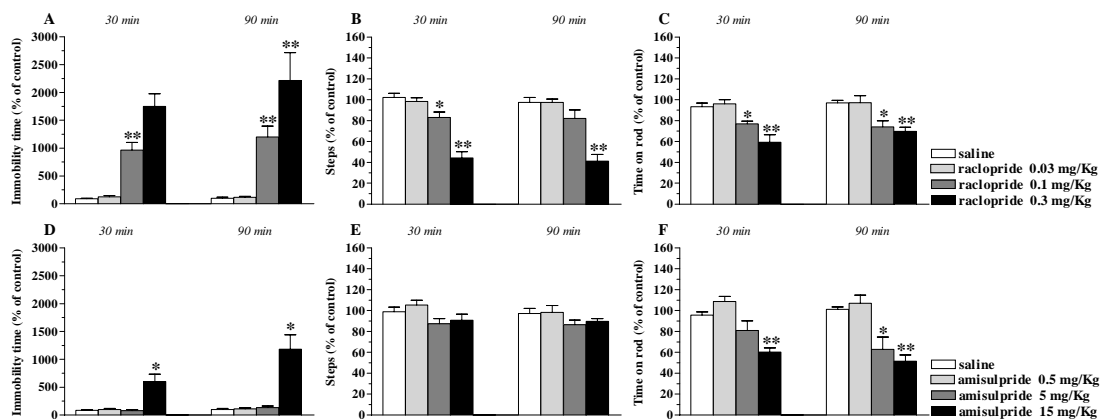 A 30 min 90 min
3000
2500
2000
1500
1000
500
0
Immobility time (% of control)
** * * **
** **
B 30 min 90 min
160
140
120
100
80
60
40
20
0
Steps (% of control)
* ** **
C 30 min 90 min
160
140
120
100
80
60
40
20
0
Time on rod (% of control)
* ** * **
saline
raclopride 0.03 mg/Kg
raclopride 0.1 mg/Kg
raclopride 0.3 mg/Kg
D 30 min 90 min
3000
2500
2000
1500
1000
500
0
Immobility time (% of control)
* *
E 30 min 90 min
160
140
120
100
80
60
40
20
0
Steps (% of control)
F 30 min 90 min
160
140
120
100
80
60
40
20
0
Time on rod (% of control)
** * **
saline
amisulpride 0.5 mg/Kg
amisulpride 5 mg/Kg
amisulpride 15 mg/Kg